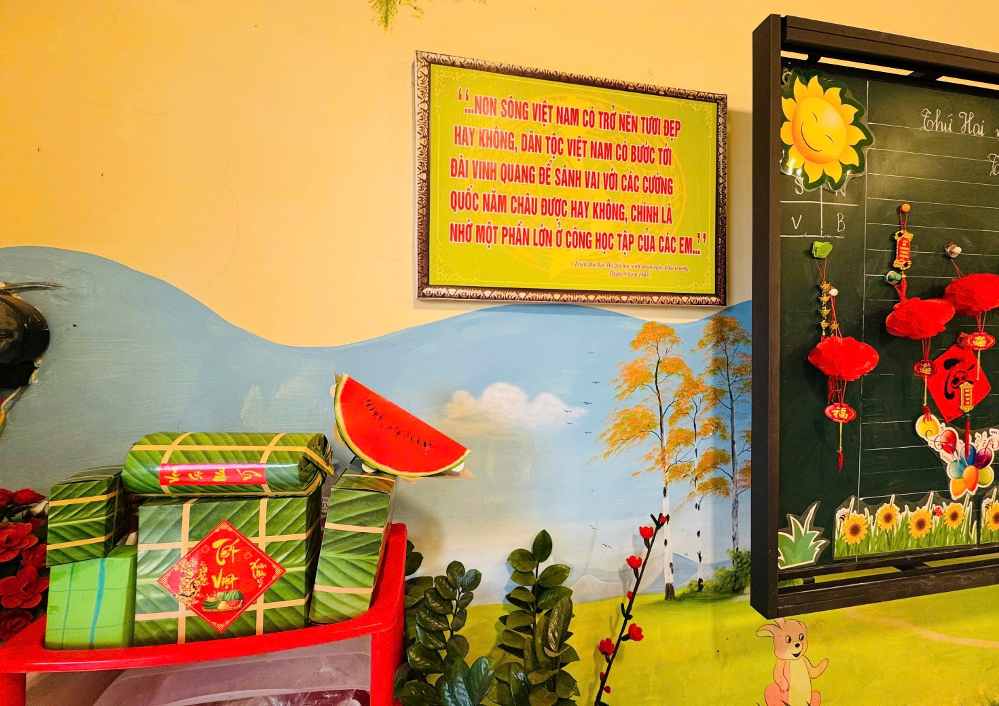 “...NON SÔNG VIỆT NAM CÓ TRỞ NÊN TƯƠI ĐẸP
HAY KHÔNG, DÂN TỘC VIỆT NAM CÓ BƯỚC TỚI
ĐÀI VINH QUANG ĐỂ SÁNH VAI VỚI CÁC CƯỜNG
QUỐC NĂM CHÂU ĐƯỢC HAY KHÔNG, CHÍNH LÀ
NHỜ MỘT PHẦN LỚN Ở CÔNG HỌC TẬP CỦA CÁC EM...”
(Trích thư Bác Hồ gửi học sinh nhân ngày khai trường
Tháng 9 năm 1945)
Thứ Hai
S N
V B
福
Tết
Vạn Sự Như Ý
Tết
Việt
Xuân